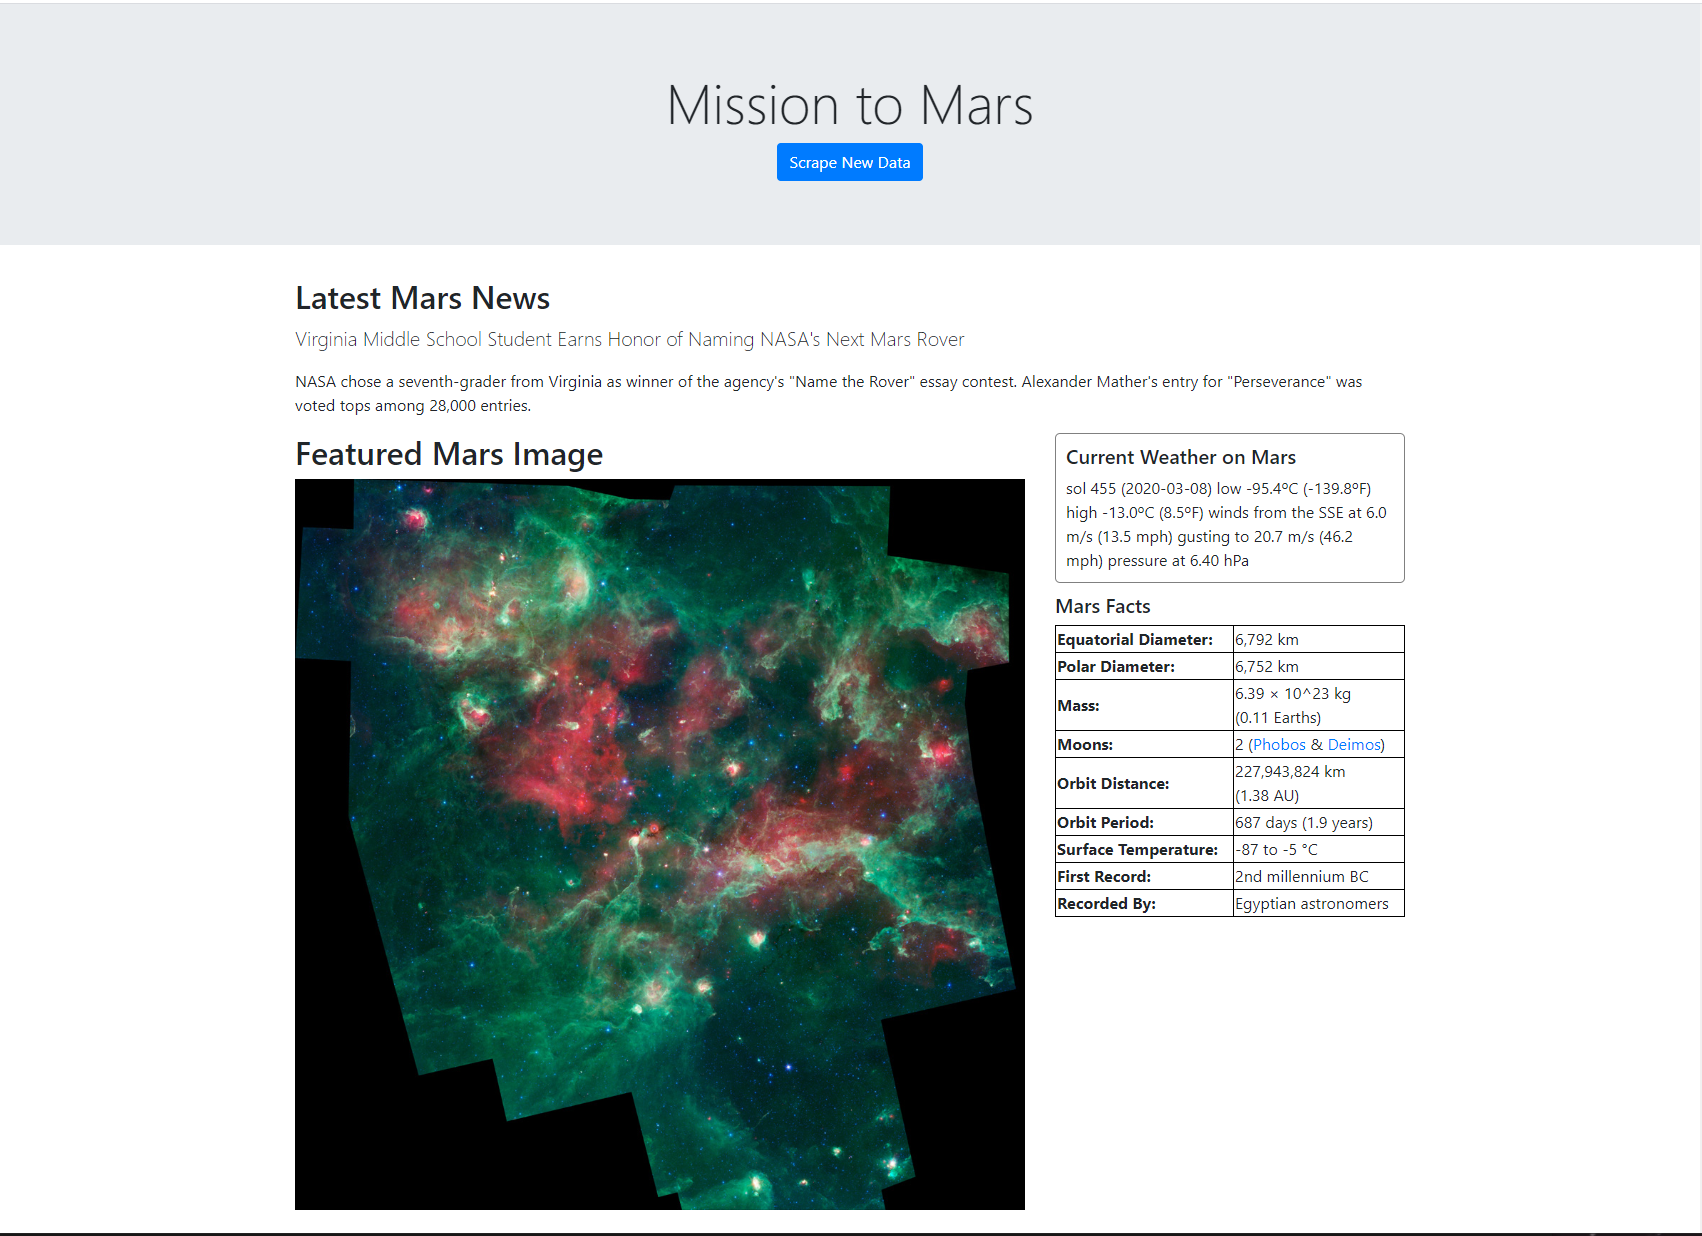 Mission to Mars
Scrape New Data
Latest Mars News
Virginia Middle School Student Earns Honor of Naming NASA's Next Mars Rover
NASA chose a seventh-grader from Virginia as winner of the agency's "Name the Rover" essay contest. Alexander Mather's entry for "Perseverance" was
voted tops among 28,000 entries.
Featured Mars Image
Current Weather on Mars
sol 455 (2020-03-08) low -95.4ºC (-139.8ºF)
high -13.0ºC (8.5ºF) winds from the SSE at 6.0
m/s (13.5 mph) gusting to 20.7 m/s (46.2
mph) pressure at 6.40 hPa
Mars Facts
Equatorial Diameter: 6,792 km
Polar Diameter: 6,752 km
Mass: 6.39 × 10^23 kg
(0.11 Earths)
Moons: 2 (Phobos & Deimos)
Orbit Distance: 227,943,824 km
(1.38 AU)
Orbit Period: 687 days (1.9 years)
Surface Temperature: -87 to -5 °C
First Record: 2nd millennium BC
Recorded By: Egyptian astronomers